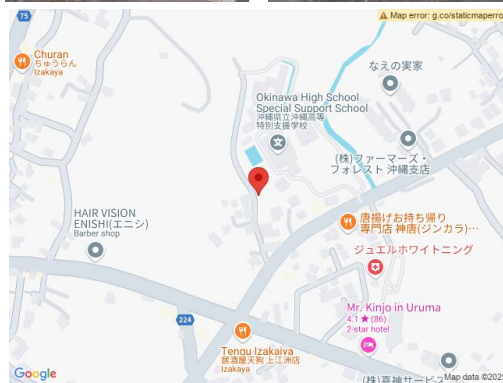 75
Map error: g.co/staticmaperro
Churan
ちゅうらん
Izakaya
なえの実家
Okinawa High School
Special Support School
沖縄県立沖縄高等
特別支援学校
(株)ファーマーズ・
フォレスト 沖縄支店
唐揚げお持ち帰り
専門店 神唐(ジンカラ)…
HAIR VISION
ENISHI(エニシ)
Barber shop
ジュエルホワイトニング
224
Mr. Kinjo in Uruma
4.1 ★ (86)
2-star hotel
Tengu Izakaiya
居酒屋天狗 上江洲店
Izakaya
(株)喜神サービス
Google
Map data ©202